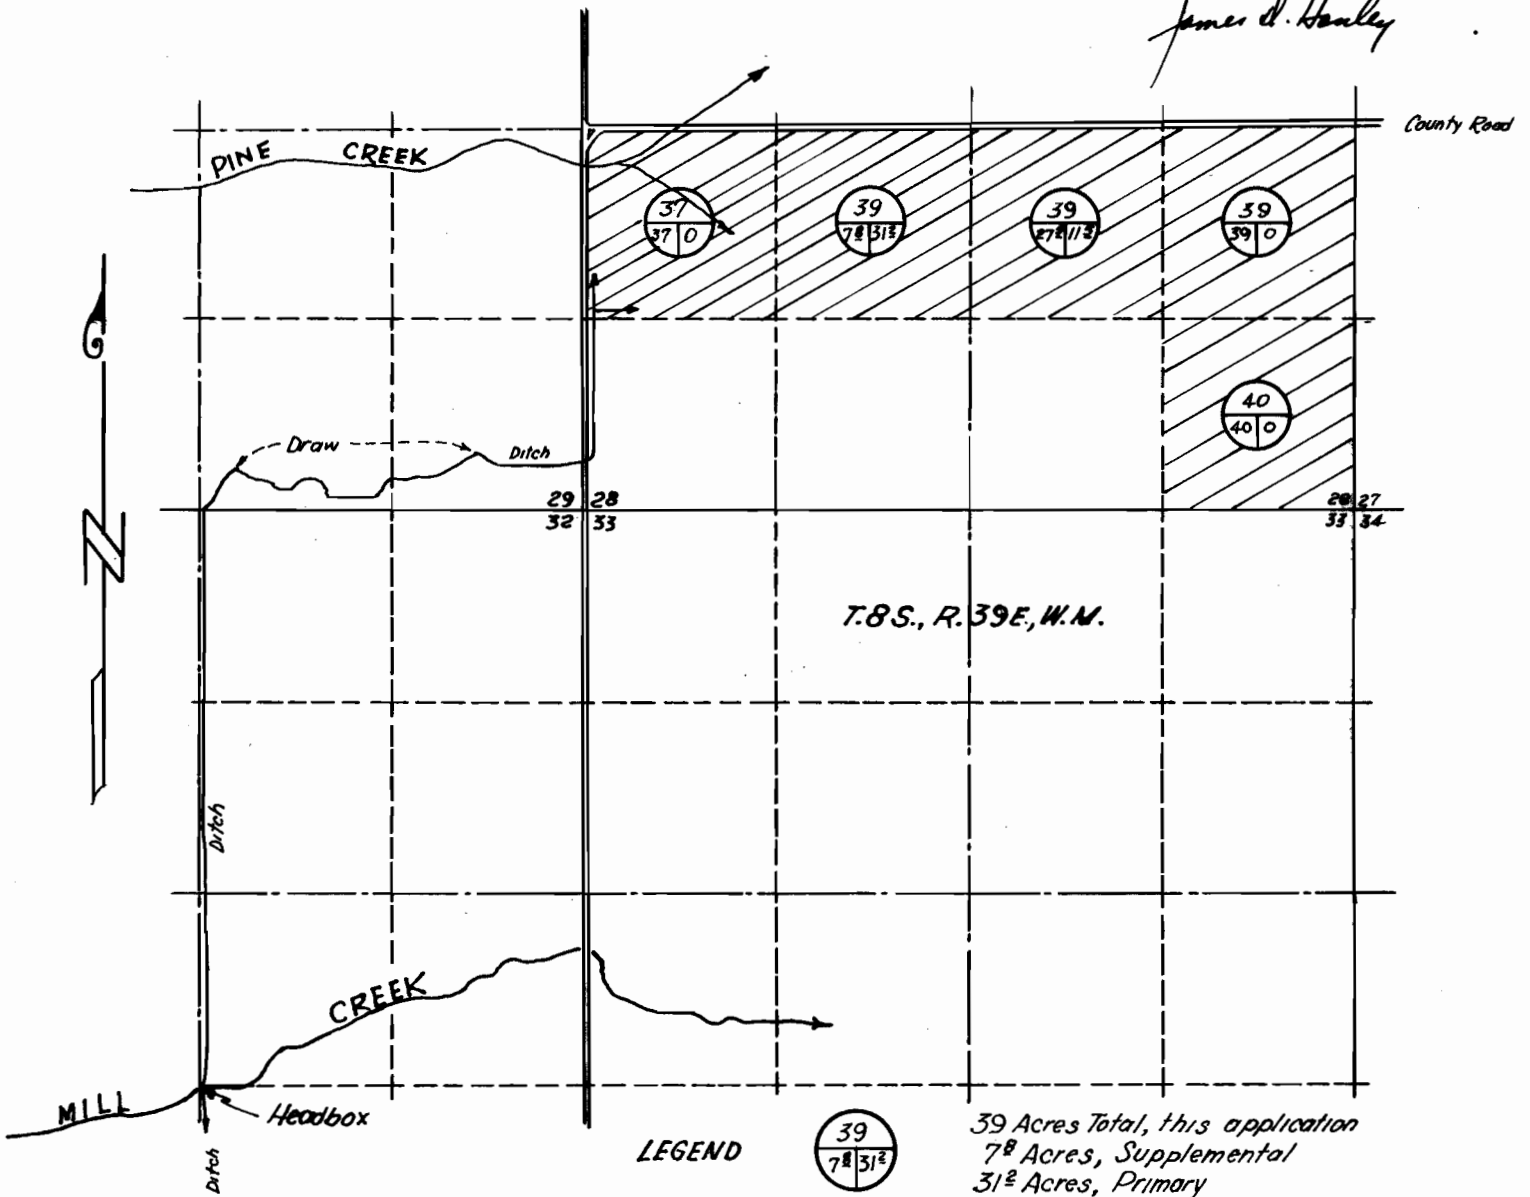 James D. Hanley
County Road
PINE CREEK
37
37 0
39
7⁸ 31²
39
27⁸ 11²
39
39 0
40
40 0
Draw
Ditch
29 28
32 33
28 27
33 34
N
T.8S., R.39E., W.M.
Ditch
CREEK
MILL
Headbox
Ditch
LEGEND
39
7⁸ 31²
39 Acres Total, this application
7⁸ Acres, Supplemental
31² Acres, Primary